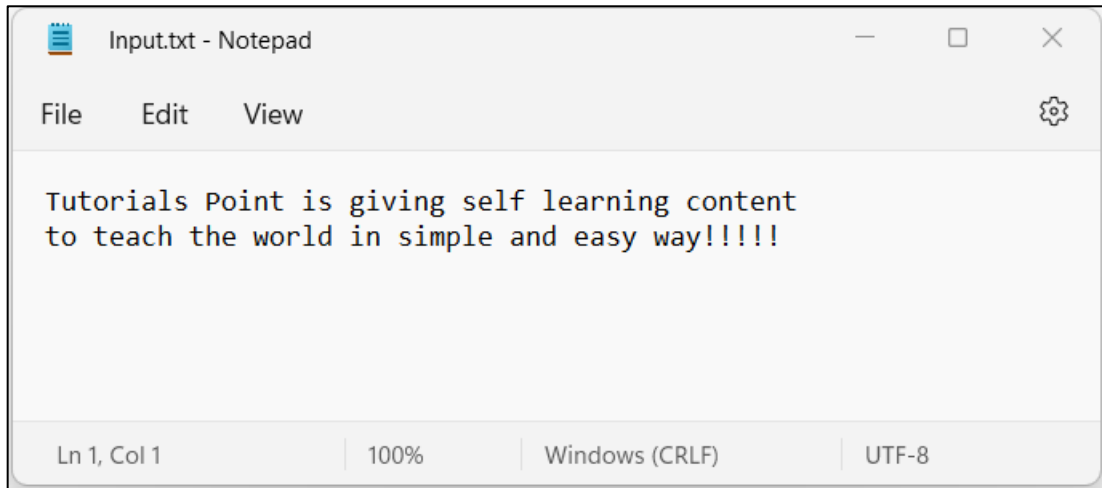 Input.txt - Notepad
File Edit View
Tutorials Point is giving self learning content
to teach the world in simple and easy way!!!!!
Ln 1, Col 1 100% Windows (CRLF) UTF-8